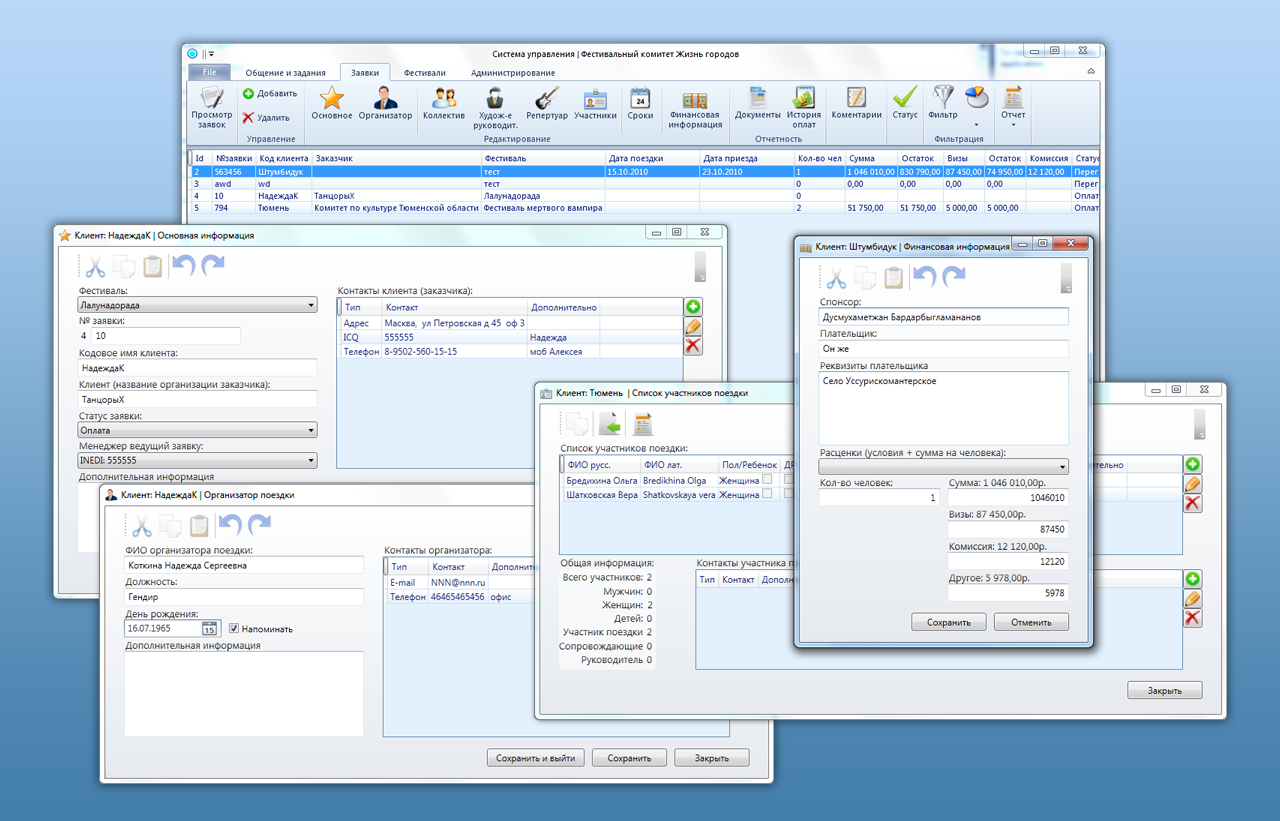 Система управления | Фестивальный комитет Жизнь городов
File Общение и задания Заявки Фестивали Администрирование
Просмотр заявок
Добавить
Удалить
Управление
Основное Организатор Коллектив Худож-е руководит. Репертуар Участники Сроки Финансовая информация
Редактирование
24
Документы История оплат
Отчетность
Коментарии Статус
Фильтр
Фильтрация
Отчет
Id №заявки Код клиента Заказчик Фестиваль Дата поездки Дата приезда Кол-во чел Сумма Остаток Визы Остаток Комиссия Статус
2 563456 Штумбидук тест 15.10.2010 23.10.2010 1 1 046 010,00 830 790,00 87 450,00 74 950,00 12 120,00 Перег
3 awd wd тест 0 0,00 0,00 0,00 0,00 Перег
4 10 НадеждаК ТанцорыХ Лалунадорада 0 Оплат
5 794 Тюмень Комитет по культуре Тюменской области Фестиваль мертвого вампира 2 51 750,00 51 750,00 5 000,00 5 000,00 Оплат
Клиент: НадеждаК | Основная информация
Фестиваль:
Лалунадорада
№ заявки:
4 10
Кодовое имя клиента:
НадеждаК
Клиент (название организации заказчика):
ТанцорыХ
Статус заявки:
Оплата
Менеджер ведущий заявку:
INEDI: 555555
Дополнительная информация
Контакты клиента (заказчика):
Тип Контакт Дополнительно
Адрес Масква, ул Петровская д 45 оф 3
ICQ 555555 Надежда
Телефон 8-9502-560-15-15 моб Алексея
Клиент: НадеждаК | Организатор поездки
ФИО организатора поездки:
Коткина Надежда Сергеевна
Должность:
Гендир
День рождения:
16.07.1965 15 Напоминать
Дополнительная информация
Контакты организатора:
Тип Контакт Дополните
E-mail NNN@nnn.ru
Телефон 46465465456 офис
Сохранить и выйти Сохранить Закрыть
Клиент: Тюмень | Список участников поездки
Список участников поездки:
ФИО русс. ФИО лат. Пол/Ребенок ДР
Бредихина Ольга Bredikhina Olga Женщина
Шатковская Вера Shatkovskaya vera Женщина
Общая информация:
Всего участников: 2
Мужчин: 0
Женщин: 2
Детей: 0
Участник поездки 2
Сопровождающие 0
Руководитель 0
Контакты участника п
Тип Контакт Дополн
Закрыть
Клиент: Штумбидук | Финансовая информация
Спонсор:
Дусмухаметжан Бардарбыгламананов
Плательщик:
Он же
Реквизиты плательщика
Село Уссурискомантерское
Расценки (условия + сумма на человека):
Кол-во человек: Сумма: 1 046 010,00р.
1 1046010
Визы: 87 450,00р.
87450
Комиссия: 12 120,00р.
12120
Другое: 5 978,00р.
5978
Сохранить Отменить